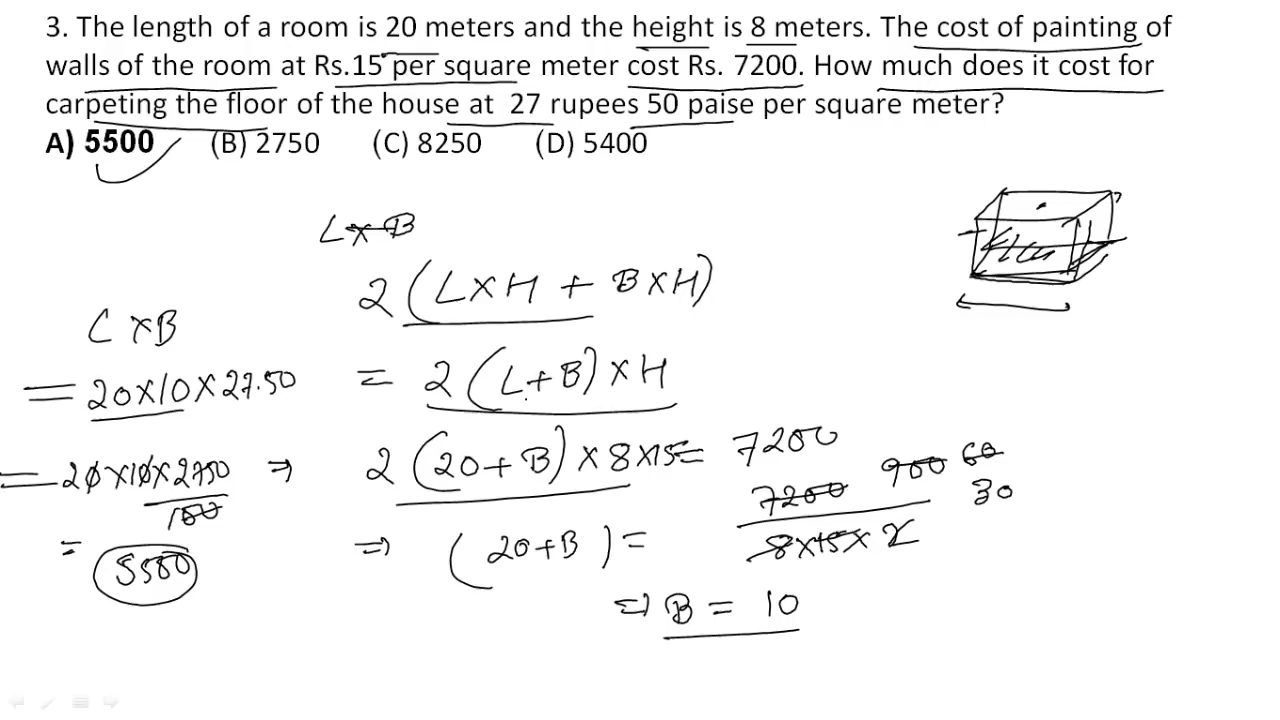 3. The length of a room is 20 meters and the height is 8 meters. The cost of painting of
walls of the room at Rs.15 per square meter cost Rs. 7200. How much does it cost for
carpeting the floor of the house at 27 rupees 50 paise per square meter?
A) 5500 (B) 2750 (C) 8250 (D) 5400
L×B
2 (L×H + B×H)
L×B
= 20×10×27.50
= 2 (L+B) × H
2 (20+B) × 8×15 = 7200
= 20×10×2750
100
⇒
7200 900 60
30
8×15×2
⇒ (20+B) =
= 5500
⇒ B = 10